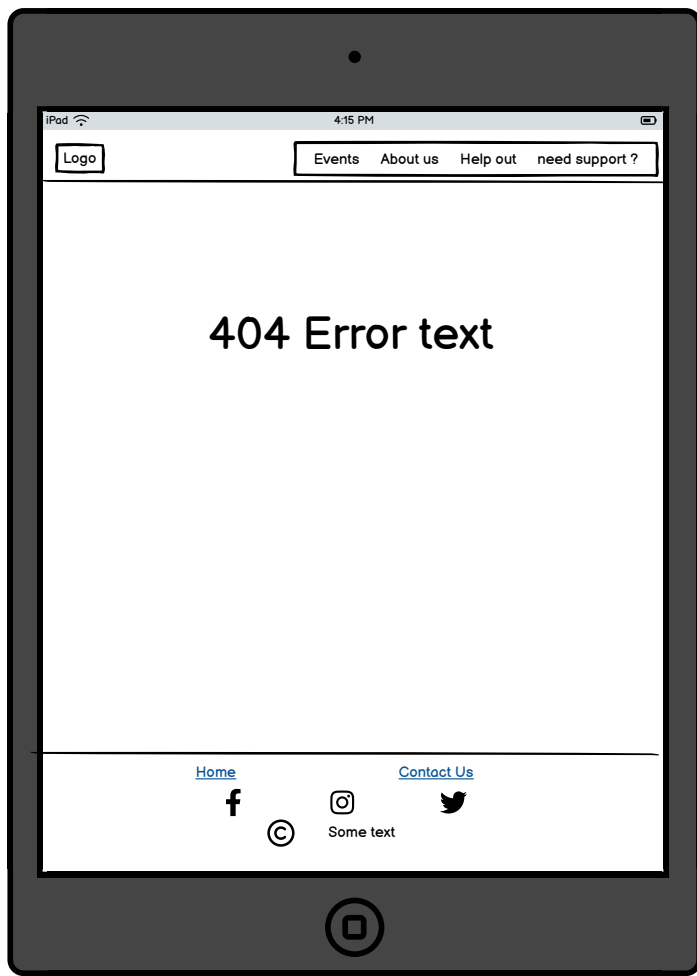 iPad 4:15 PM
Logo Events About us Help out need support ?
404 Error text
Home Contact Us
© Some text